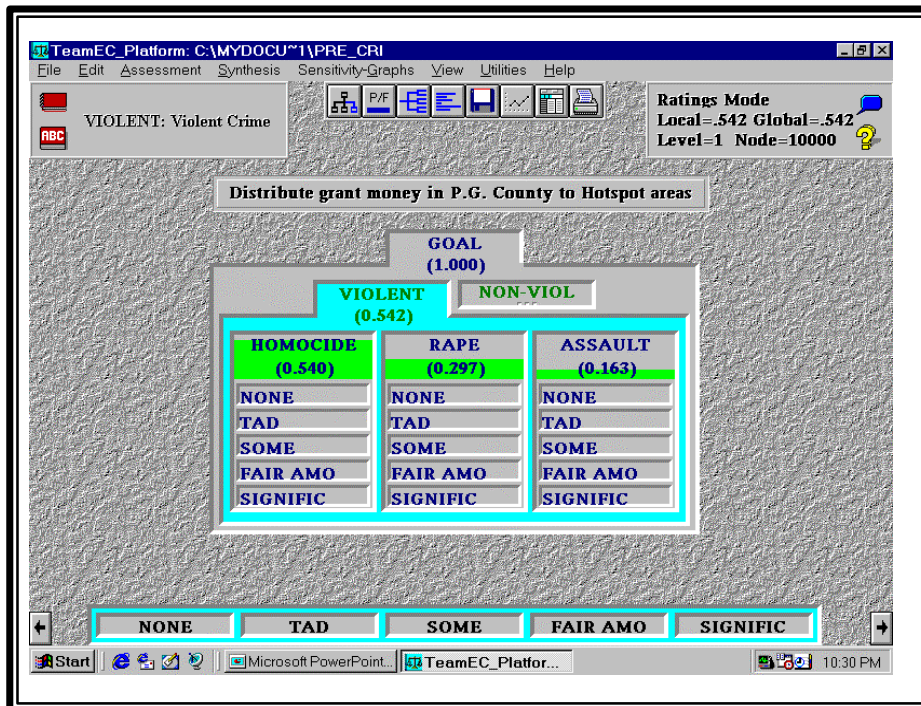 TeamEC_Platform: C:\MYDOCU~1\PRE_CRI
File Edit Assessment Synthesis Sensitivity-Graphs View Utilities Help
P/F
ABC
VIOLENT: Violent Crime
Ratings Mode
Local=.542 Global=.542
Level=1 Node=10000
Distribute grant money in P.G. County to Hotspot areas
GOAL
(1.000)
VIOLENT
(0.542)
NON-VIOL
HOMOCIDE
(0.540)
NONE
TAD
SOME
FAIR AMO
SIGNIFIC
RAPE
(0.297)
NONE
TAD
SOME
FAIR AMO
SIGNIFIC
ASSAULT
(0.163)
NONE
TAD
SOME
FAIR AMO
SIGNIFIC
NONE TAD SOME FAIR AMO SIGNIFIC
Start Microsoft PowerPoint... TeamEC_Platfor... 10:30 PM